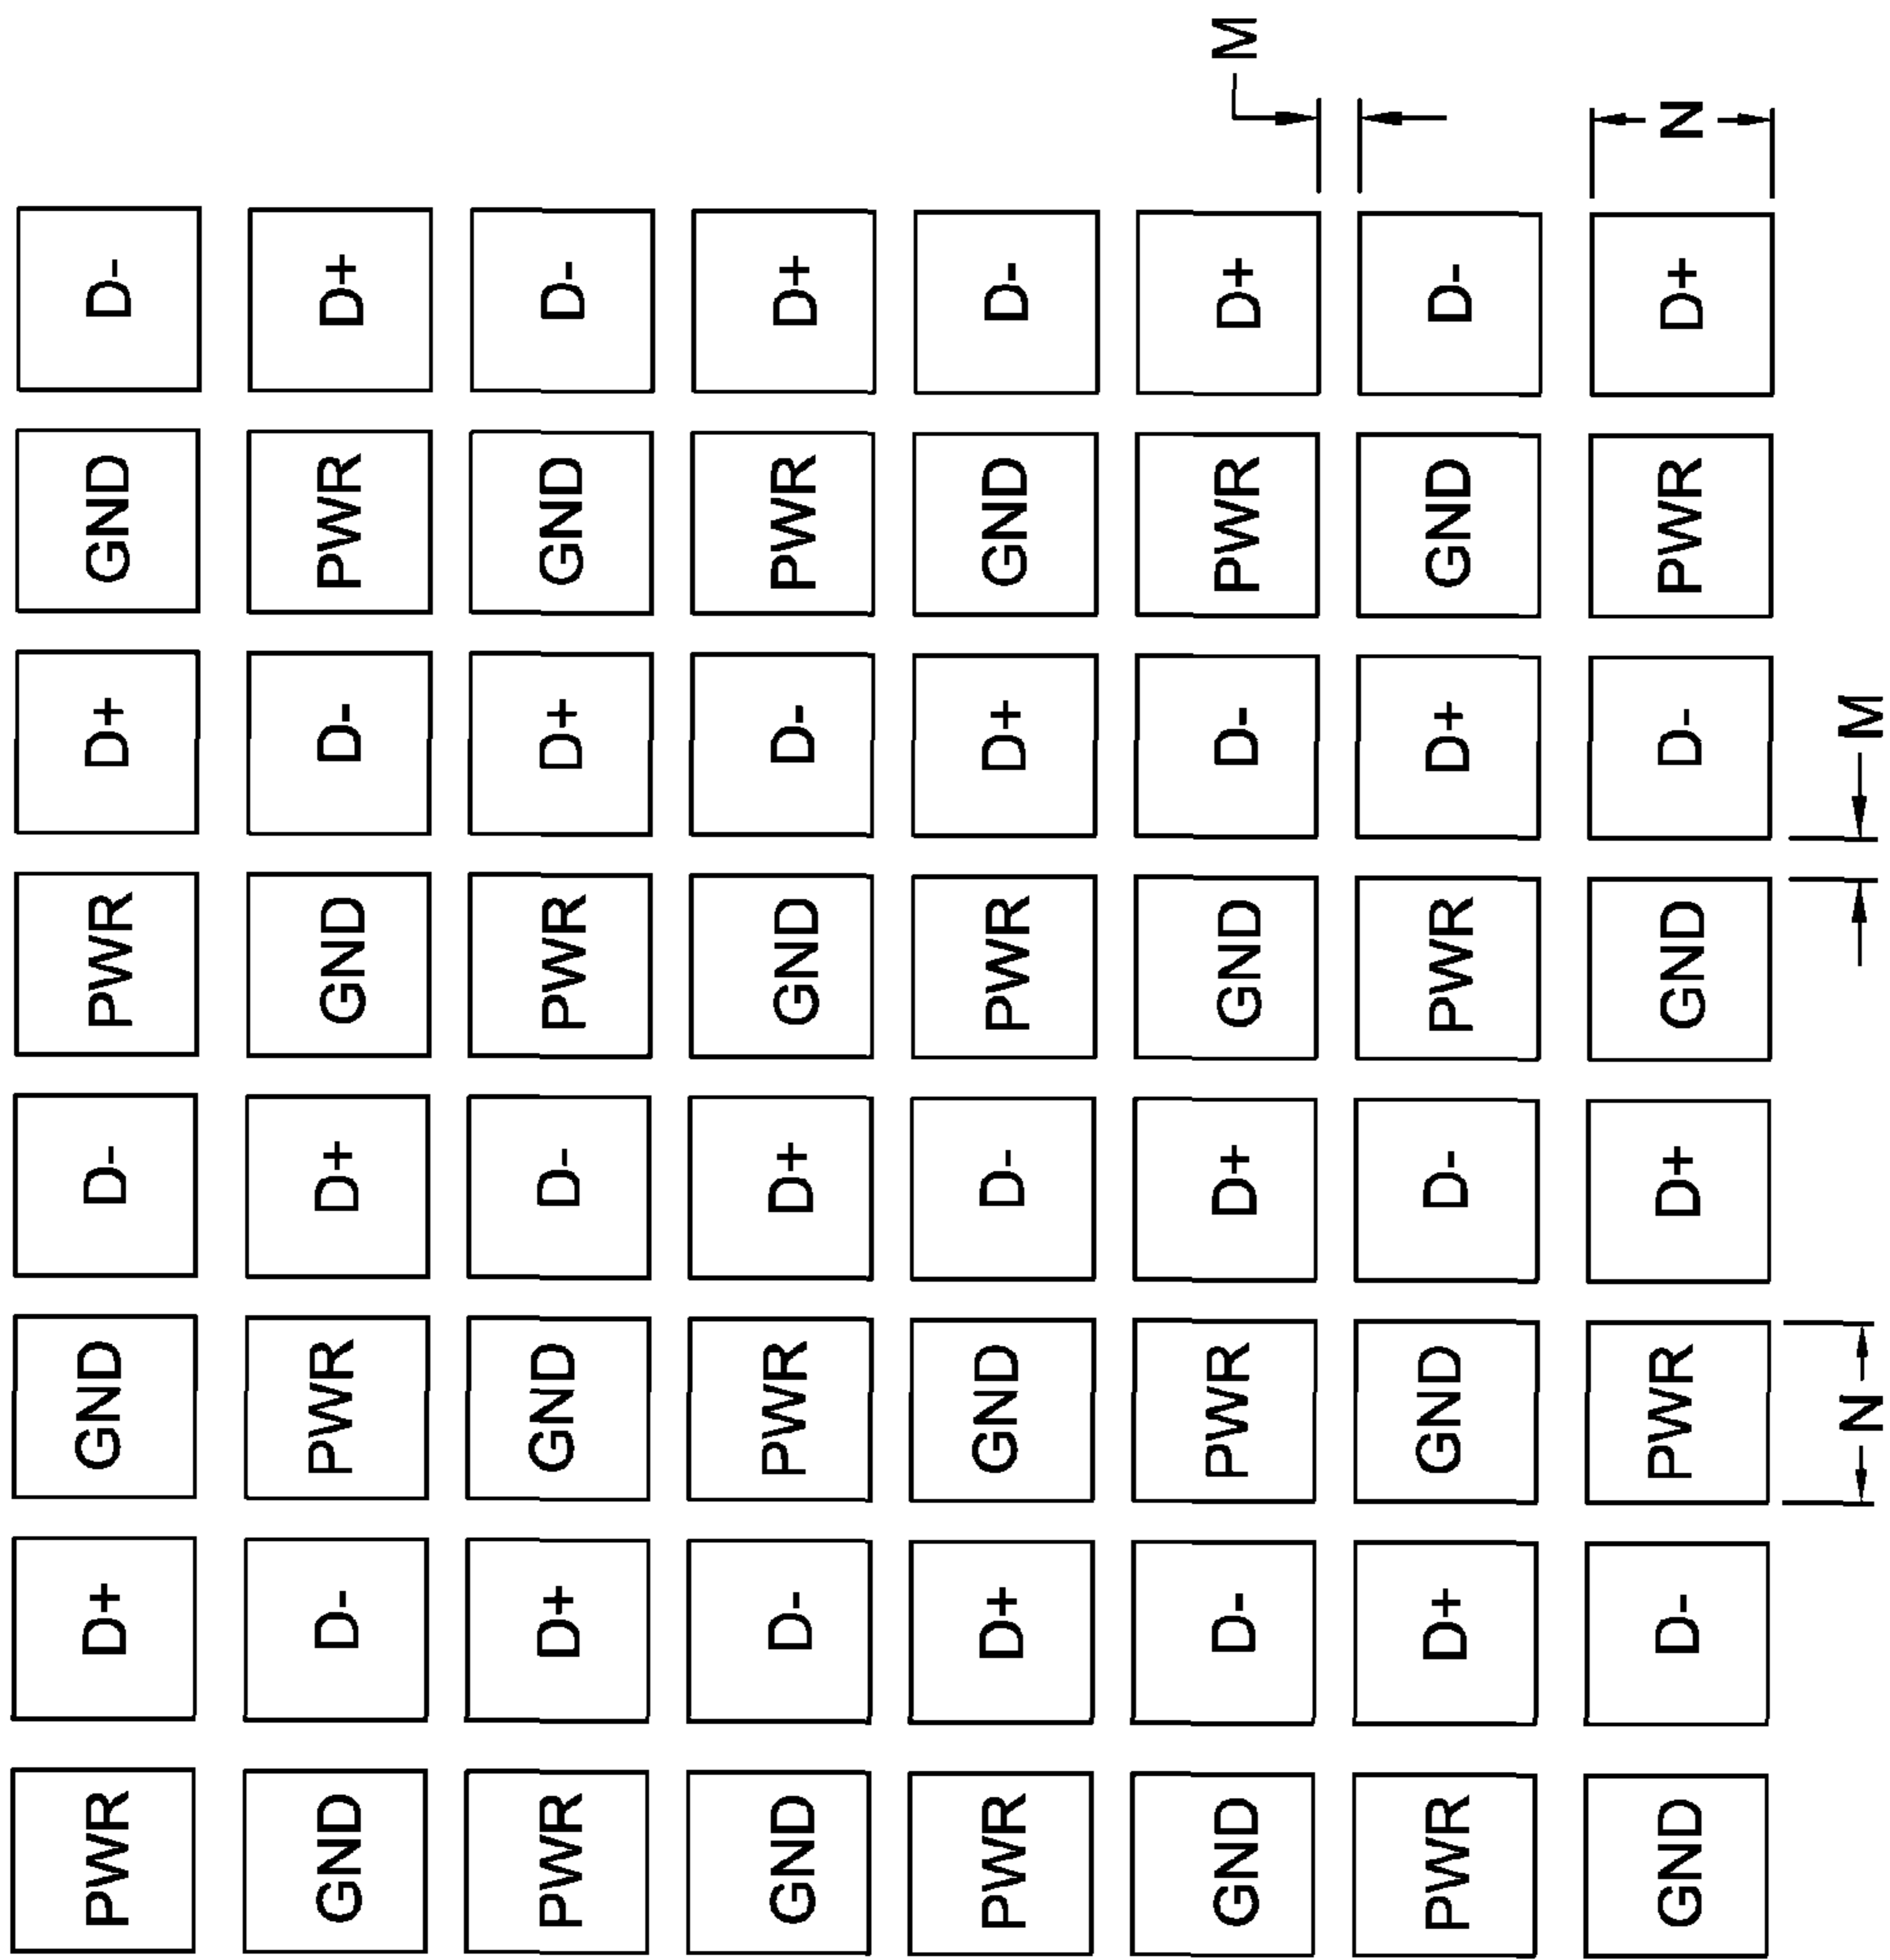 PWR D+ GND D- PWR D+ GND D-
GND D- PWR D+ GND D- PWR D+
PWR D+ GND D- PWR D+ GND D-
GND D- PWR D+ GND D- PWR D+
PWR D+ GND D- PWR D+ GND D-
GND D- PWR D+ GND D- PWR D+ M
PWR D+ GND D- PWR D+ GND D-
GND D- PWR D+ GND D- PWR D+ N
N M